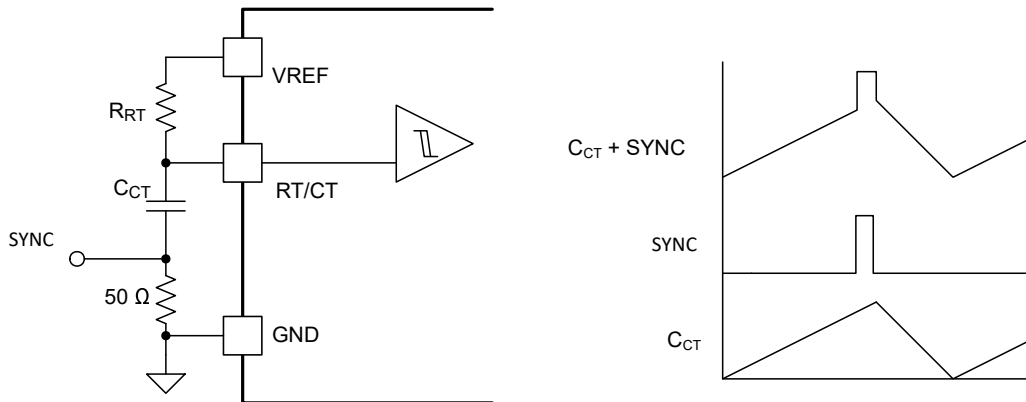 VREF
R_RT
RT/CT
C_CT
SYNC
50 Ω
GND
C_CT + SYNC
SYNC
C_CT